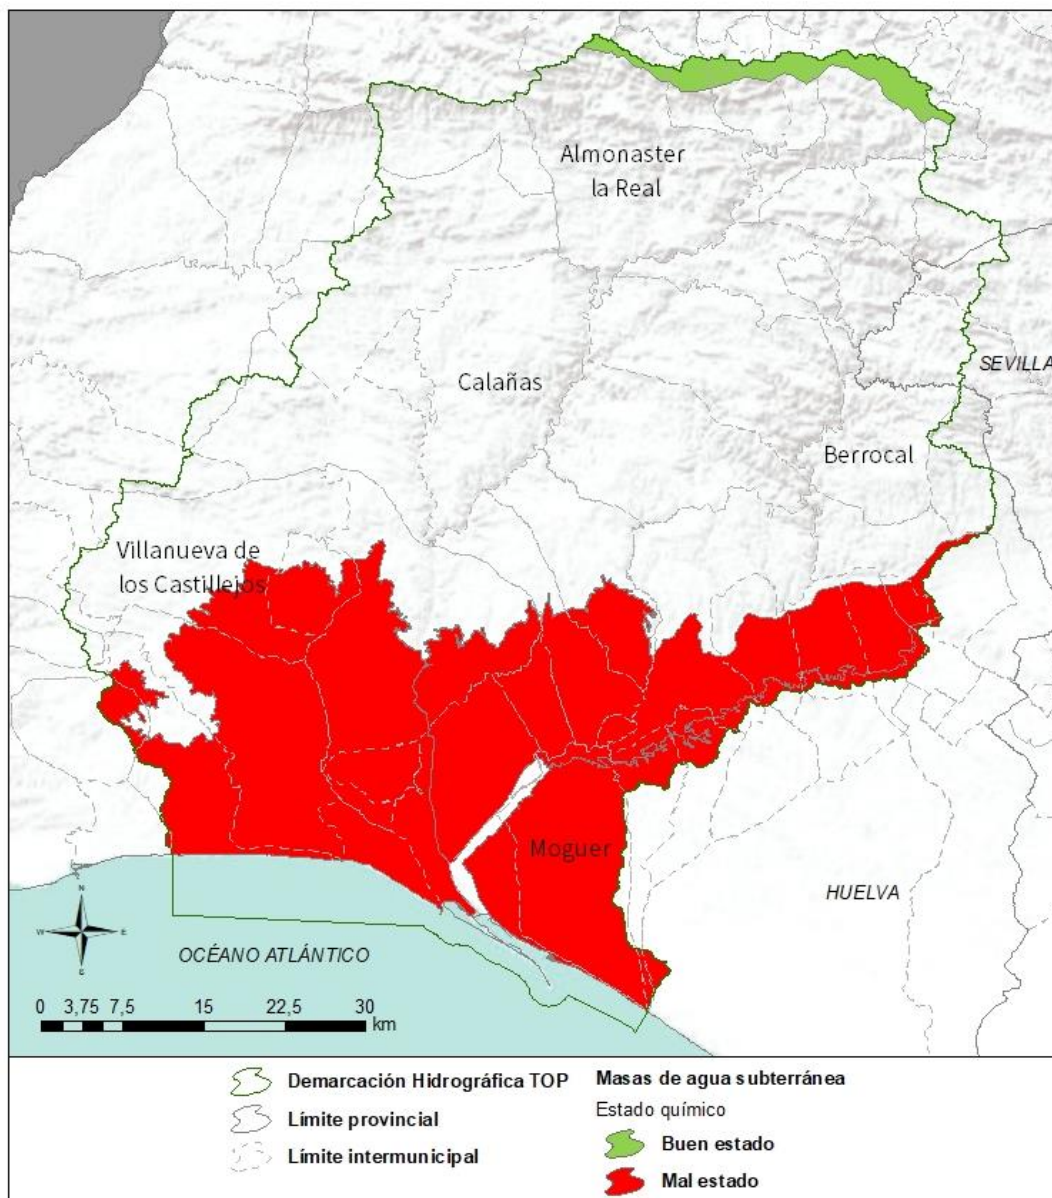 Almonaster
la Real
Calañas
SEVILLA
Berrocal
Villanueva de
los Castillejos
Moguer
HUELVA
N
W E
S
OCÉANO ATLÁNTICO
0 3,75 7,5 15 22,5 30
km
Demarcación Hidrográfica TOP
Límite provincial
Límite intermunicipal
Masas de agua subterránea
Estado químico
Buen estado
Mal estado